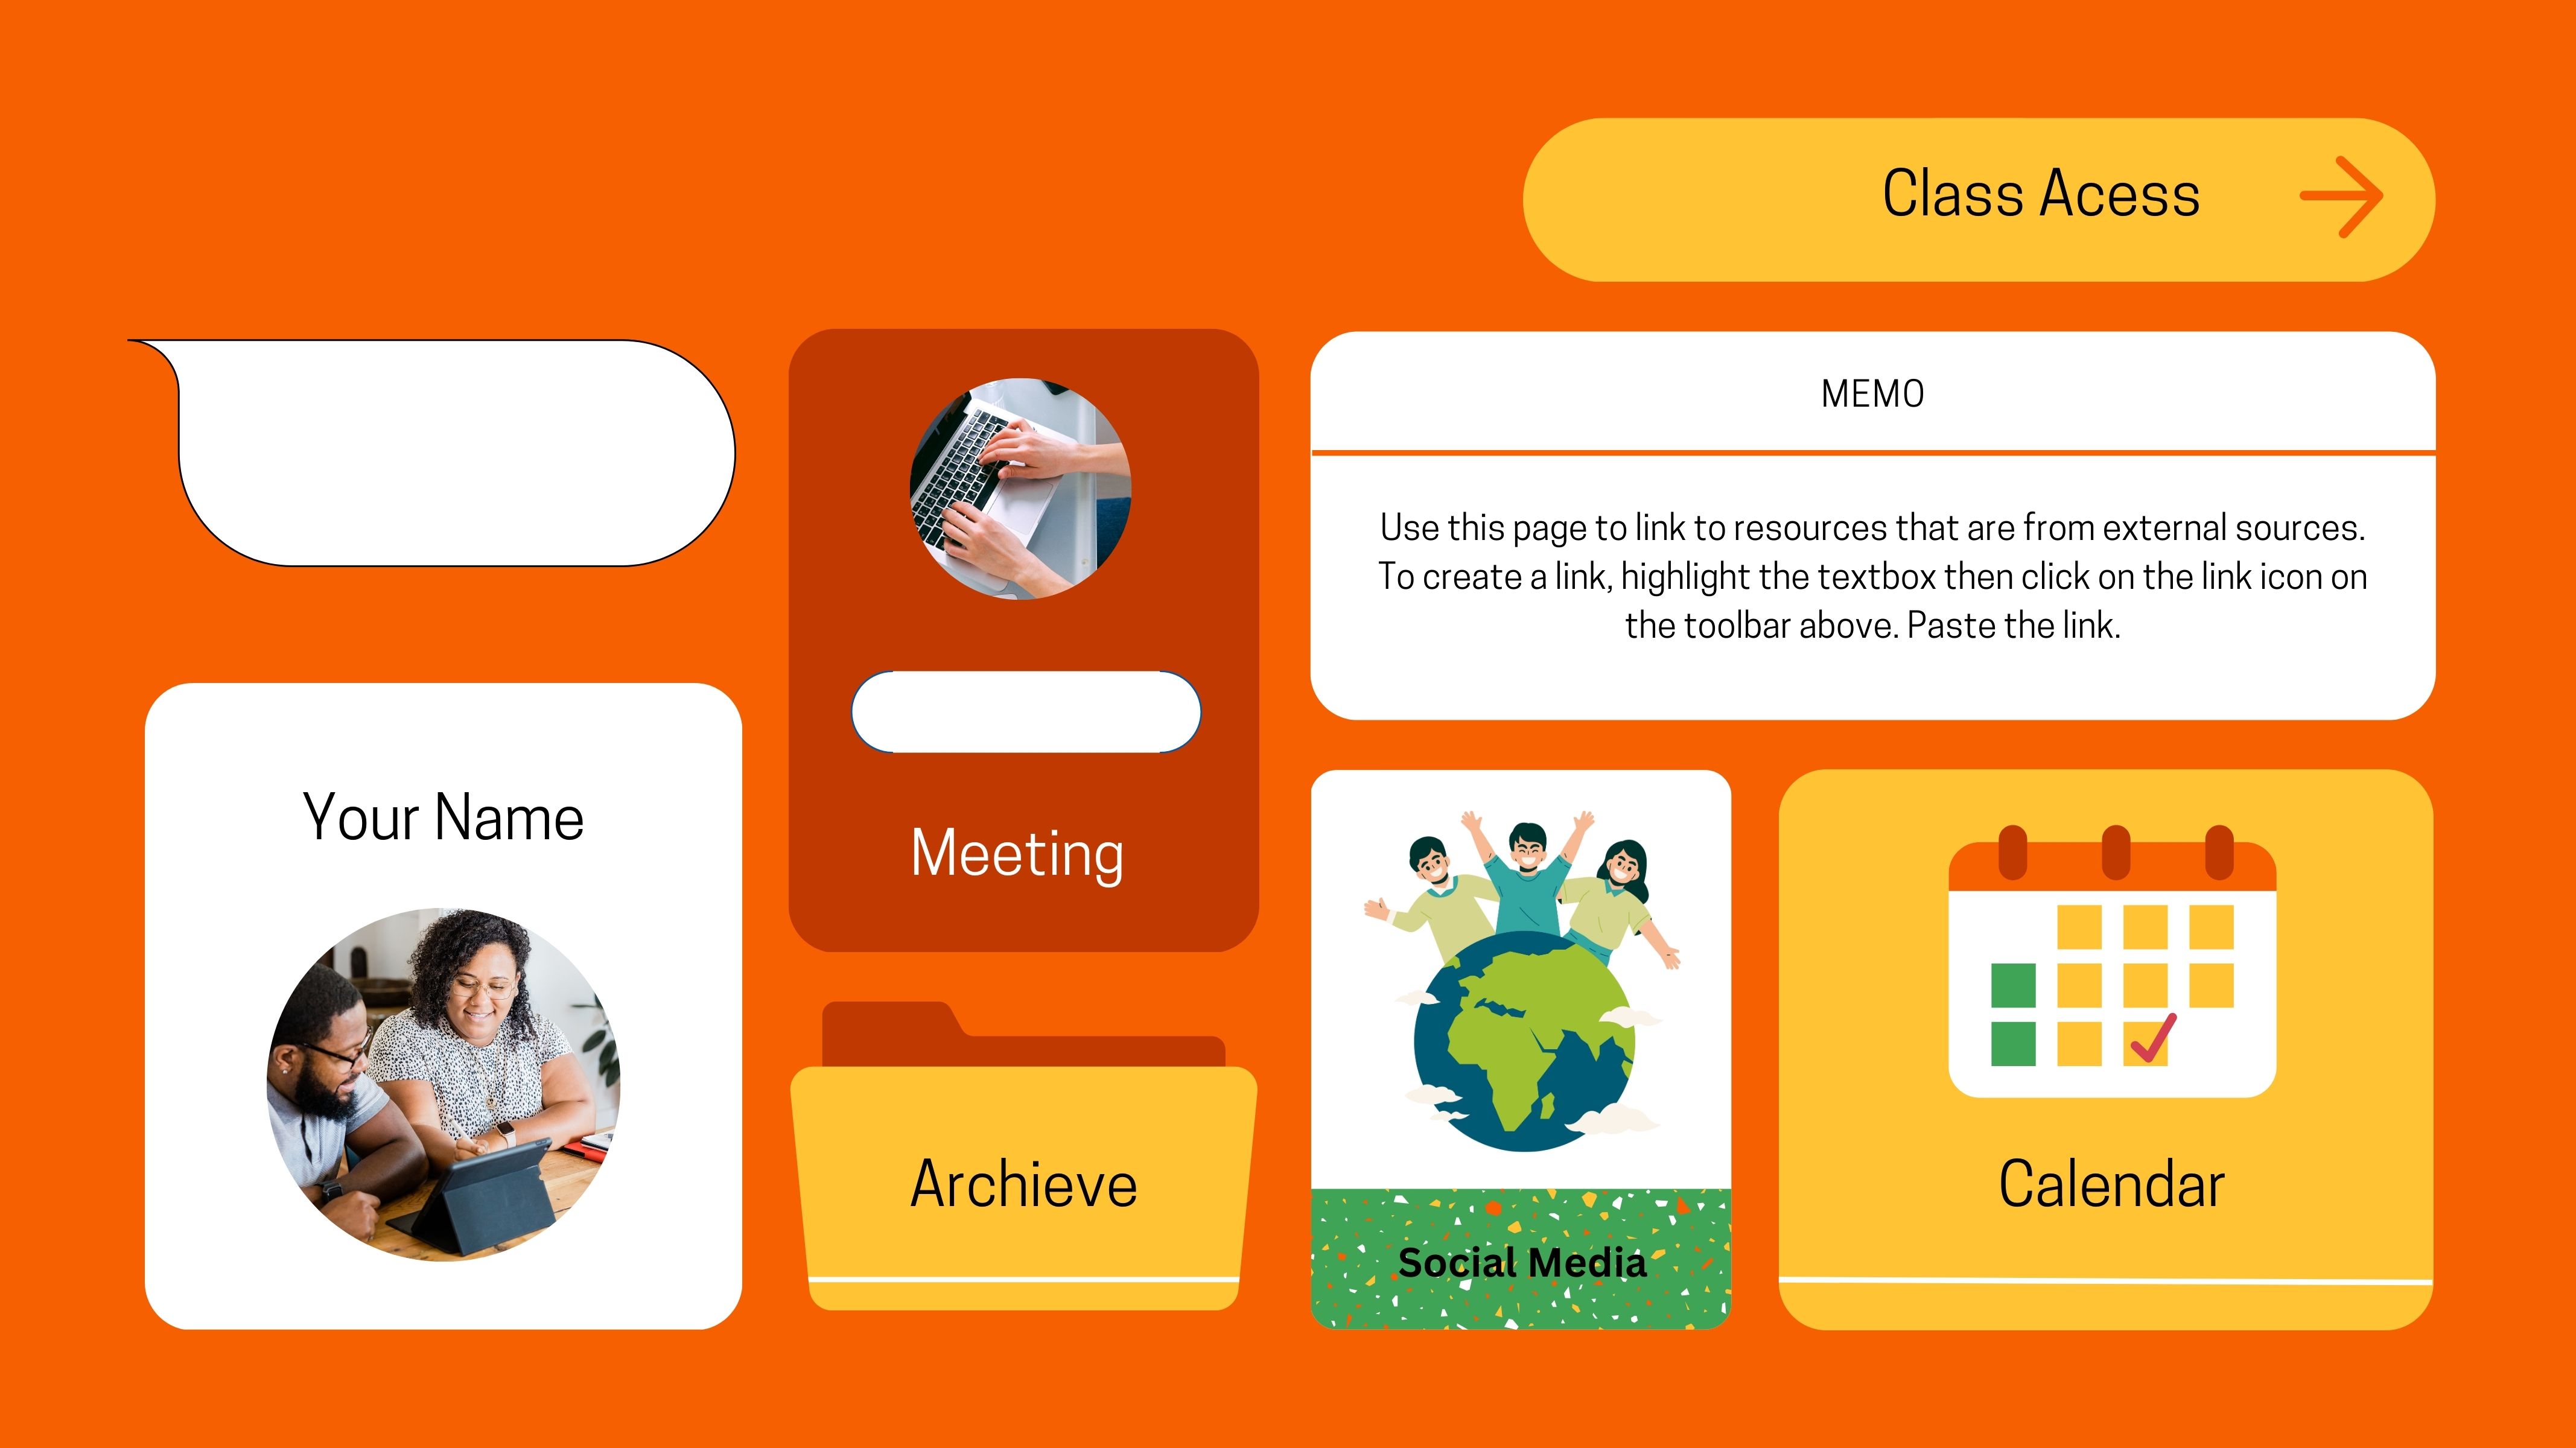 Class Acess
MEMO
Use this page to link to resources that are from external sources.
To create a link, highlight the textbox then click on the link icon on
the toolbar above. Paste the link.
Your Name
Meeting
Archieve
Social Media
Calendar